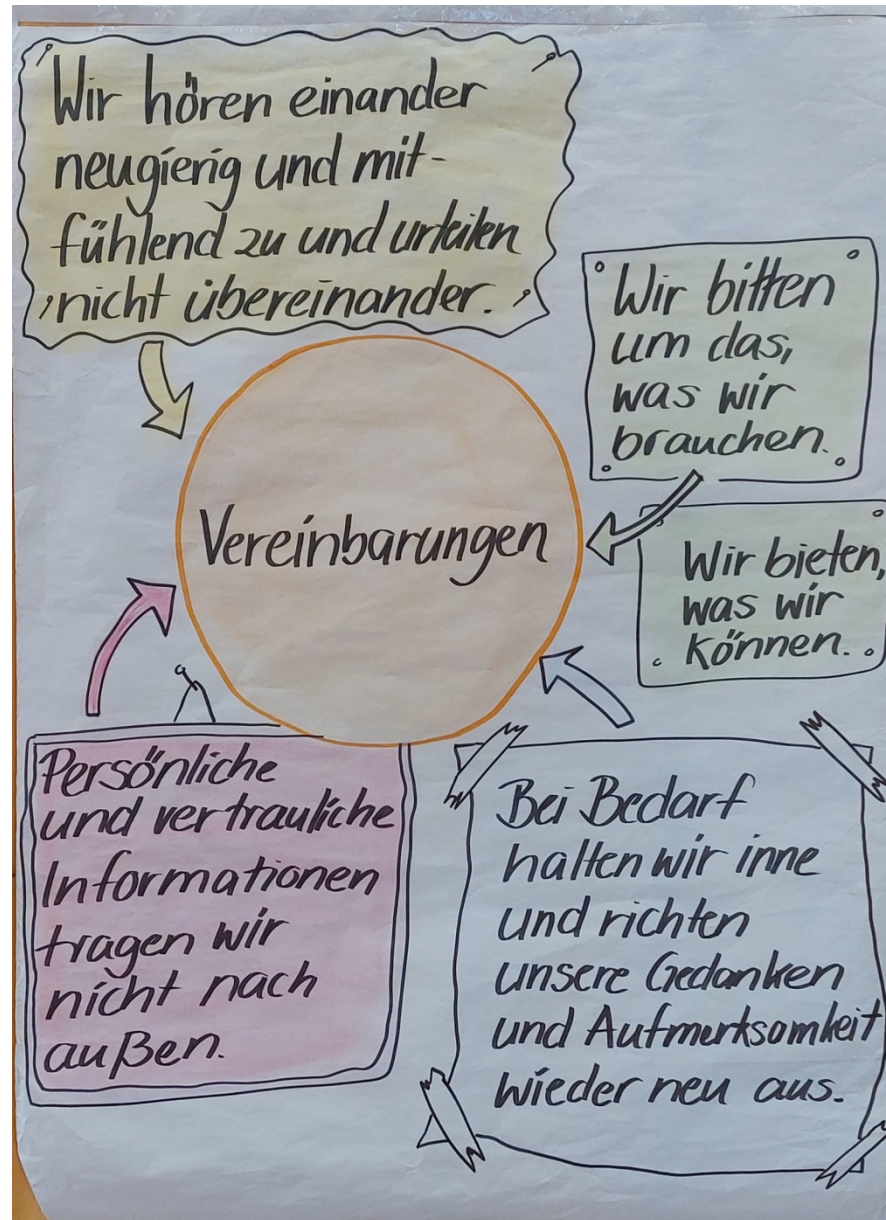 Wir hören einander
neugierig und mit-
fühlend zu und urteilen
nicht übereinander.
Wir bitten
um das,
was wir
brauchen.
Vereinbarungen
Wir bieten,
was wir
können.
Persönliche
und vertrauliche
Informationen
tragen wir
nicht nach
außen.
Bei Bedarf
halten wir inne
und richten
unsere Gedanken
und Aufmerksamkeit
wieder neu aus.